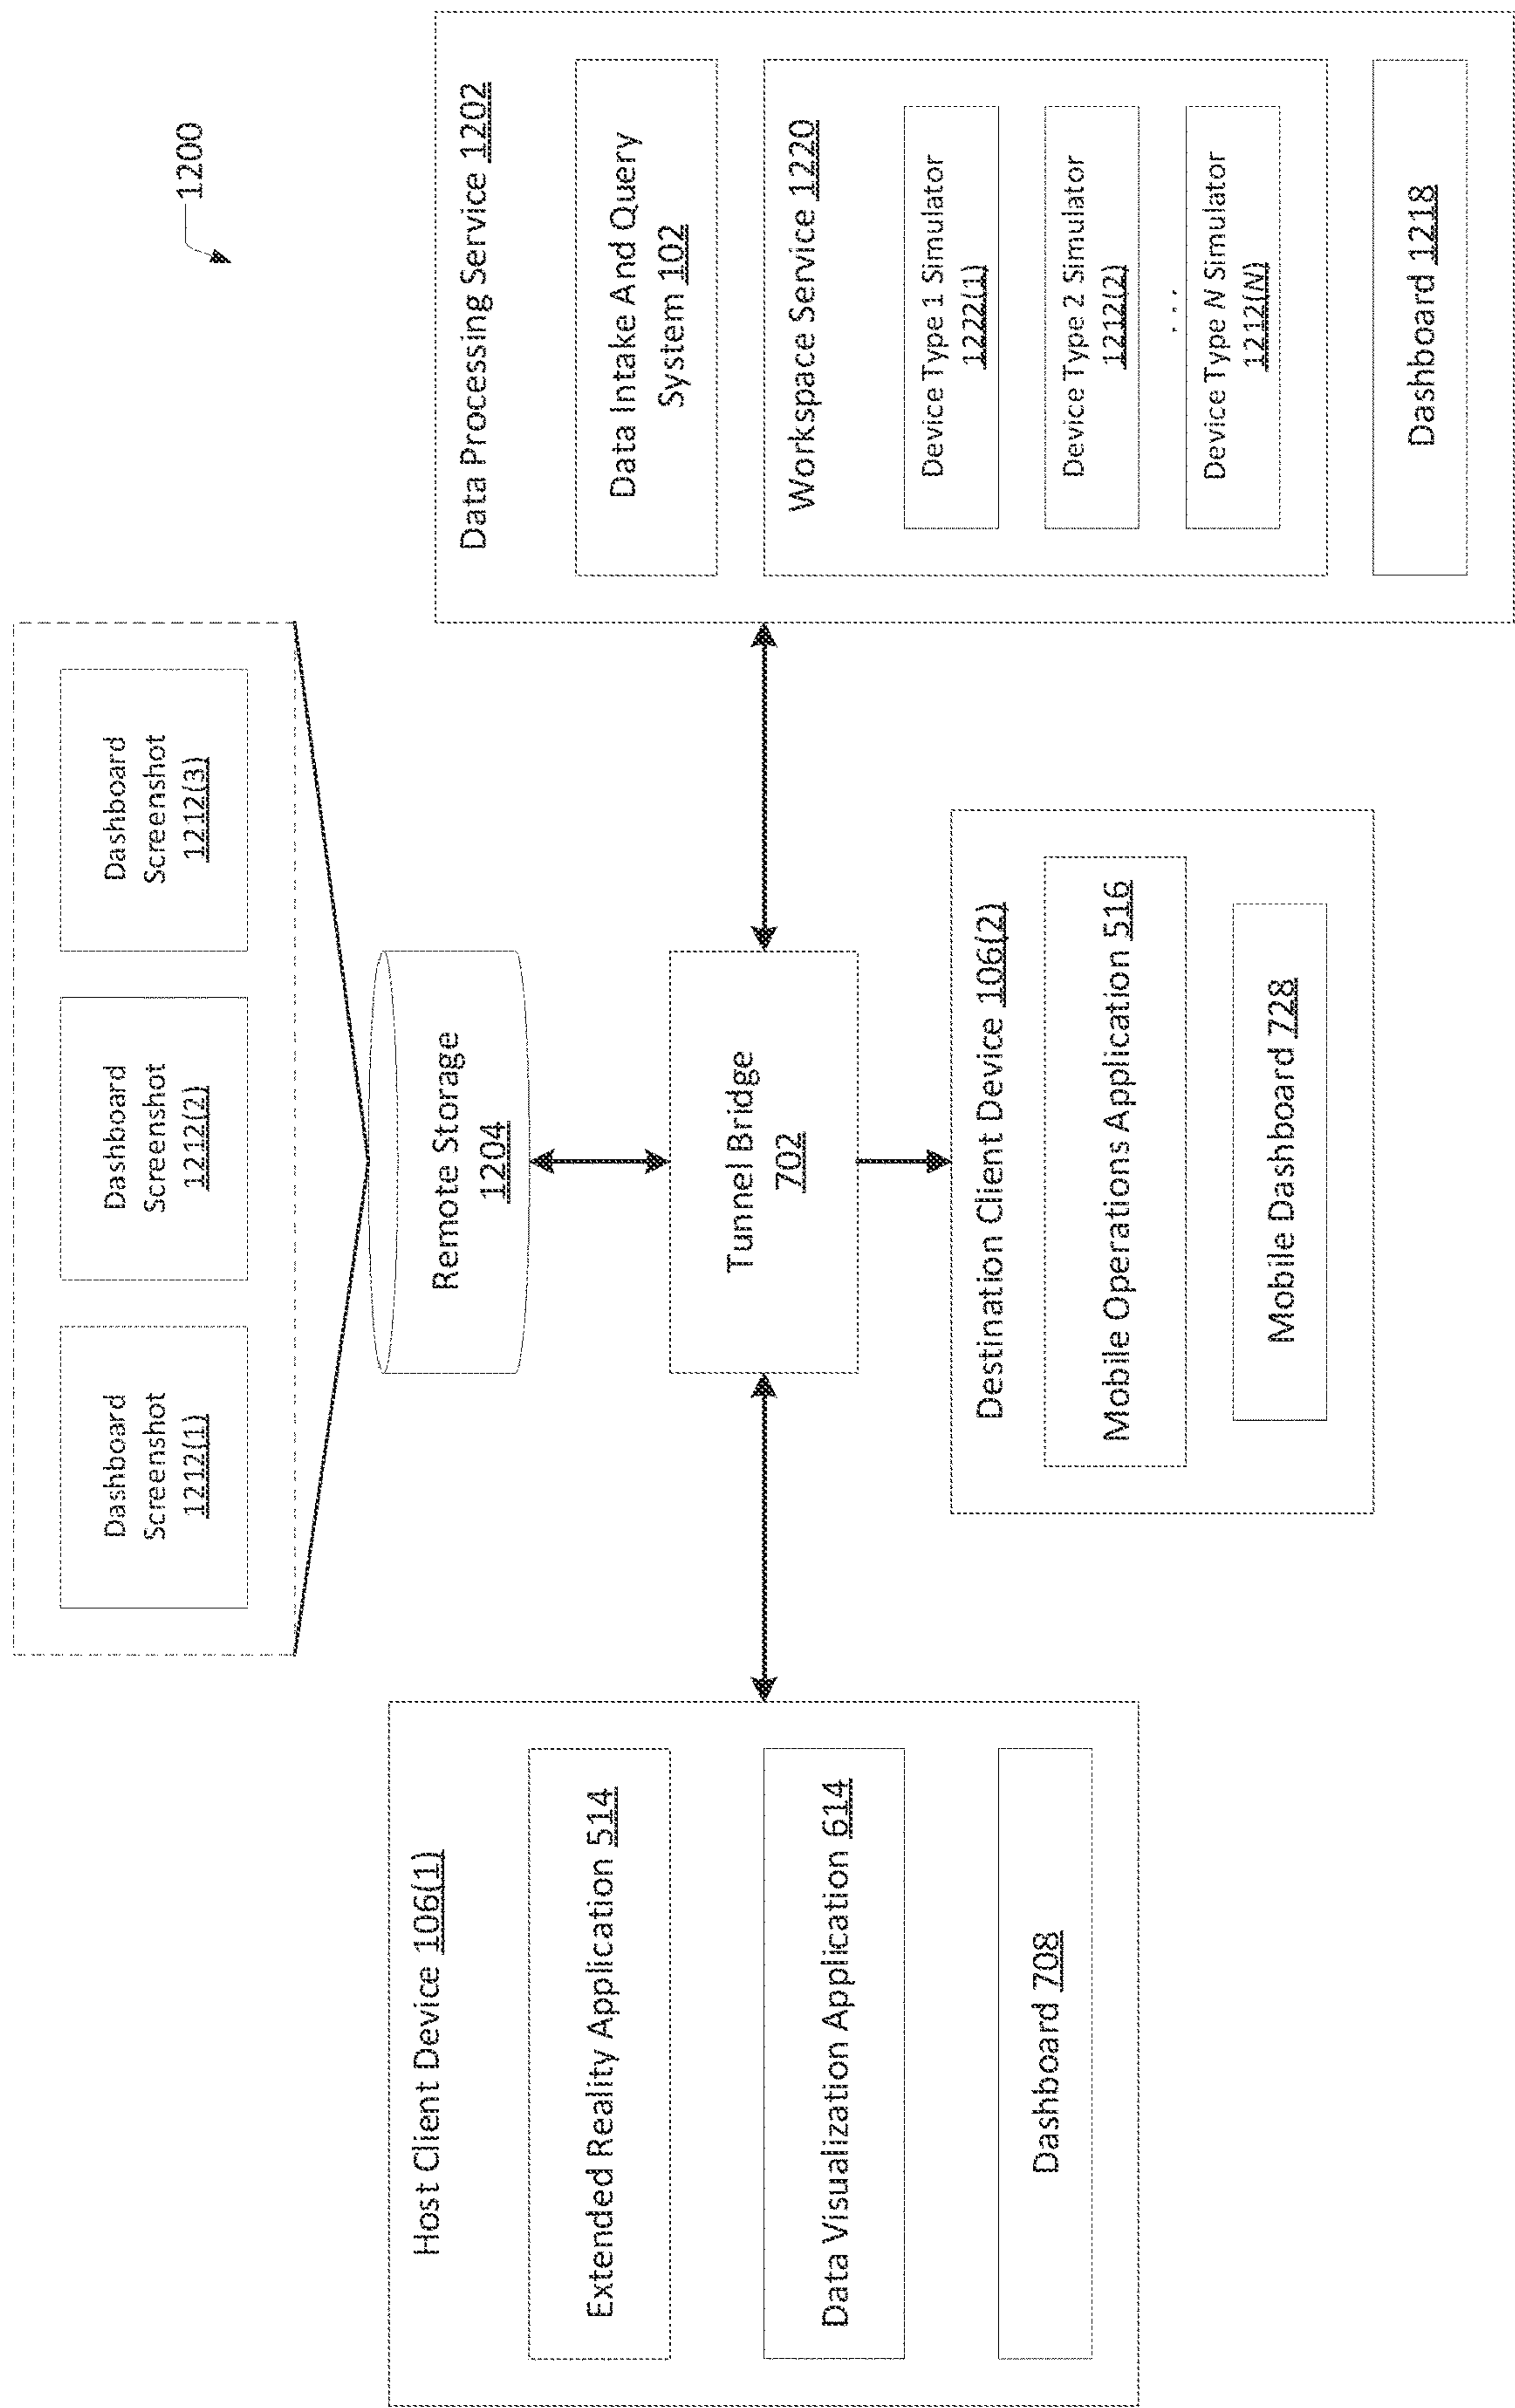 1200
Dashboard
Screenshot
1212(1)
Dashboard
Screenshot
1212(2)
Dashboard
Screenshot
1212(3)
Host Client Device 106(1)
Extended Reality Application 514
Data Visualization Application 614
Dashboard 708
Remote Storage
1204
Tunnel Bridge
702
Destination Client Device 106(2)
Mobile Operations Application 516
Mobile Dashboard 728
Data Processing Service 1202
Data Intake And Query
System 102
Workspace Service 1220
Device Type 1 Simulator
1222(1)
Device Type 2 Simulator
1212(2)
...
Device Type N Simulator
1212(N)
Dashboard 1218